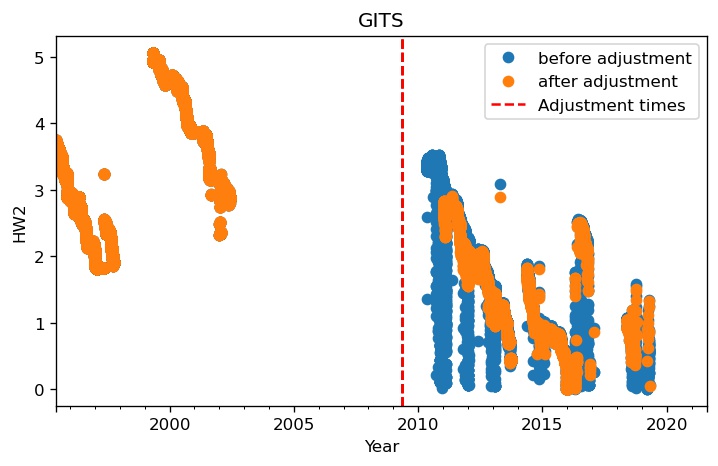 GITS
before adjustment
after adjustment
Adjustment times
5
4
3
2
1
0
HW2
2000
2005
2010
2015
2020
Year